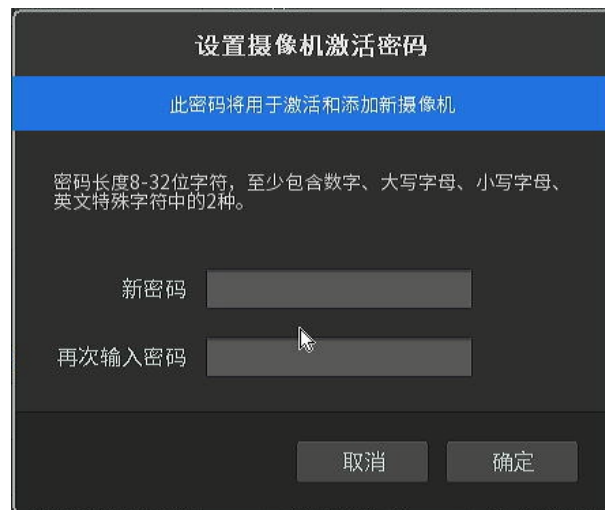 设置摄像机激活密码
此密码将用于激活和添加新摄像机
密码长度8-32位字符，至少包含数字、大写字母、小写字母、
英文特殊字符中的2种。
新密码
再次输入密码
取消 确定